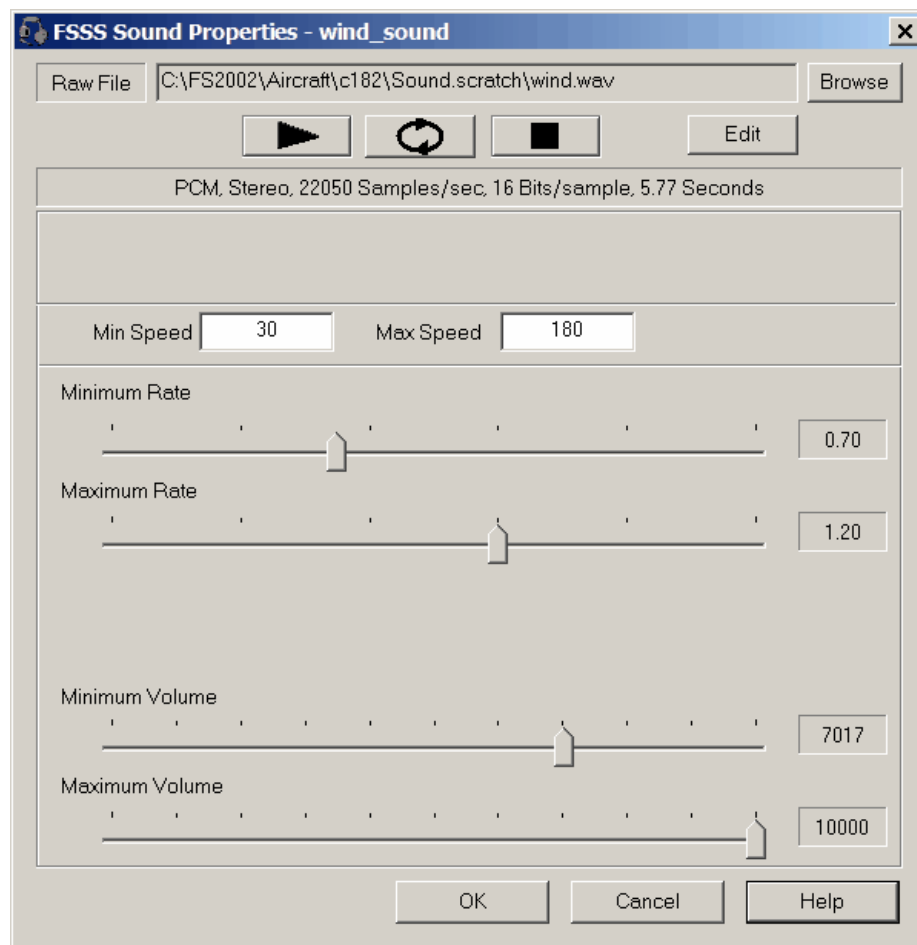 FSSS Sound Properties - wind_sound
Raw File C:\FS2002\Aircraft\c182\Sound.scratch\wind.wav Browse
Edit
PCM, Stereo, 22050 Samples/sec, 16 Bits/sample, 5.77 Seconds
Min Speed 30 Max Speed 180
Minimum Rate
0.70
Maximum Rate
1.20
Minimum Volume
7017
Maximum Volume
10000
OK Cancel Help